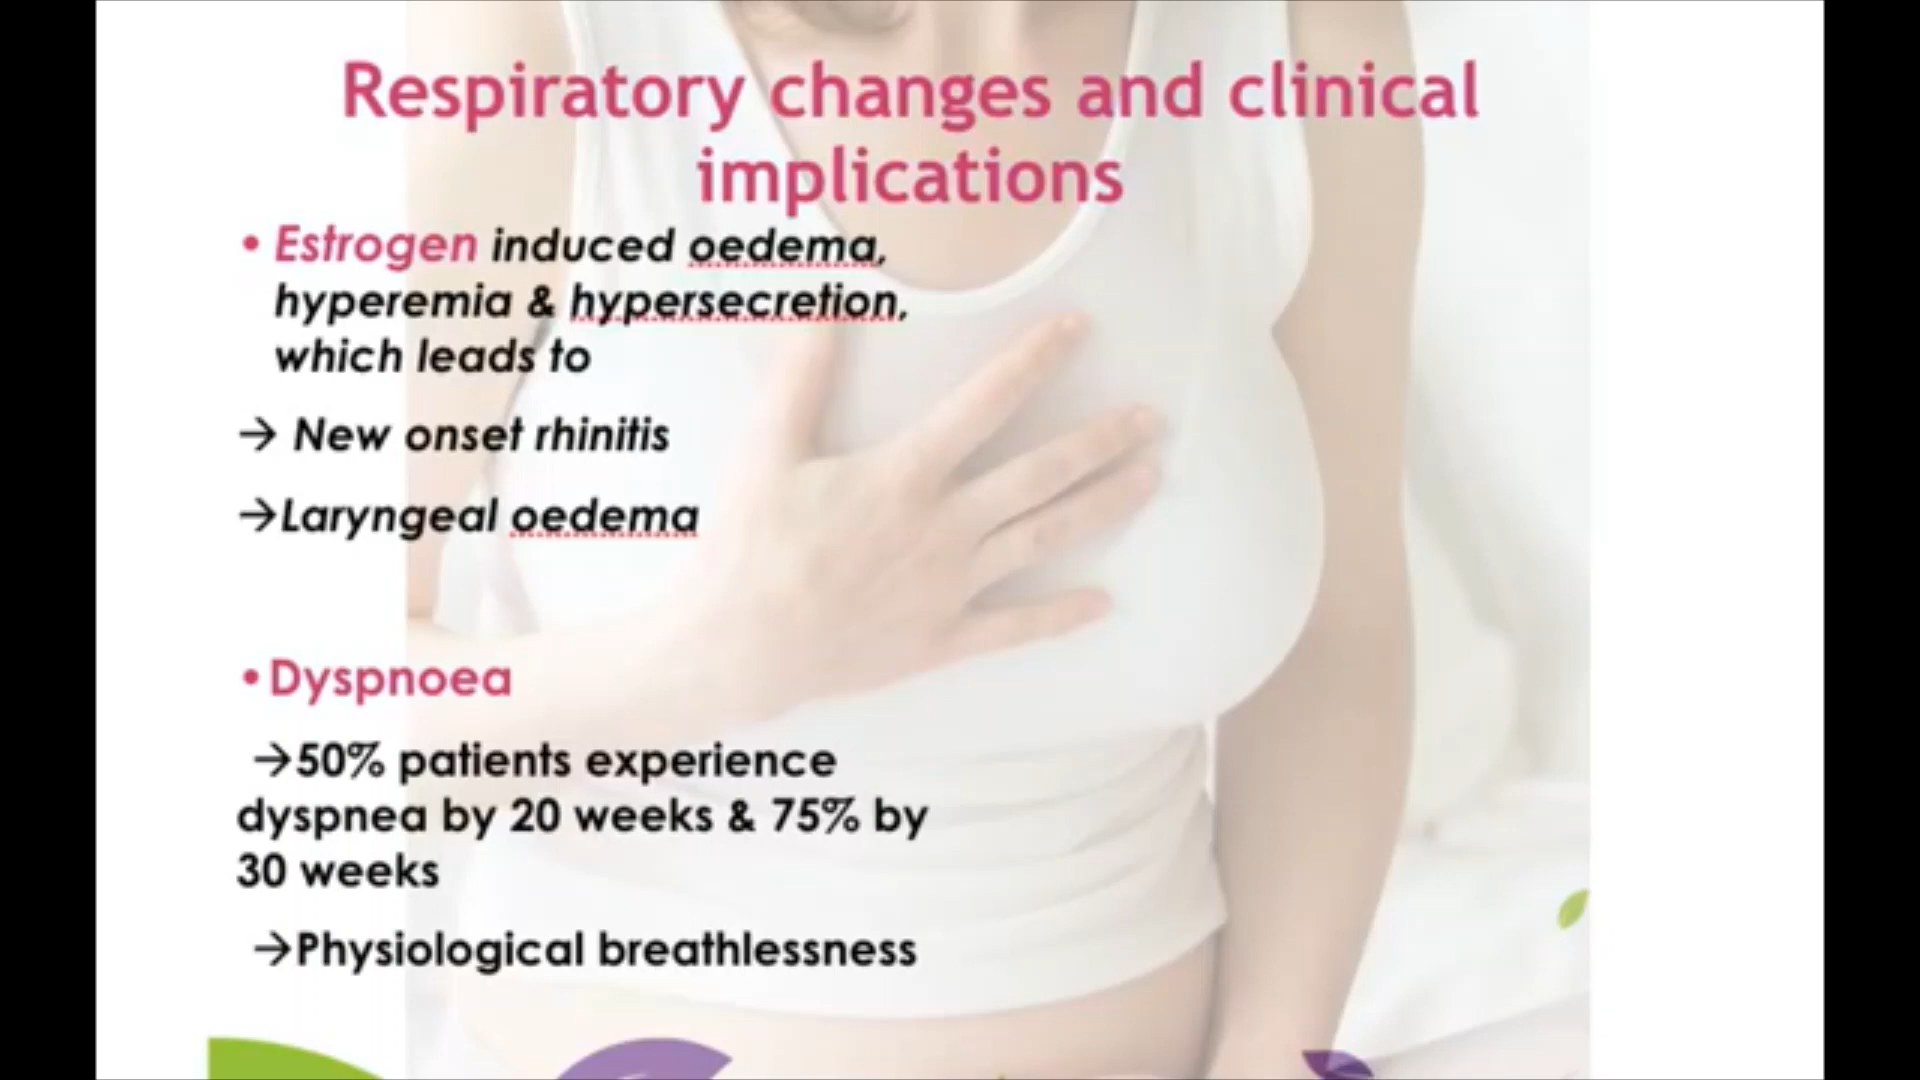 Respiratory changes and clinical
implications
• Estrogen induced oedema,
hyperemia & hypersecretion,
which leads to
→ New onset rhinitis
→Laryngeal oedema
•Dyspnoea
→50% patients experience
dyspnea by 20 weeks & 75% by
30 weeks
→Physiological breathlessness